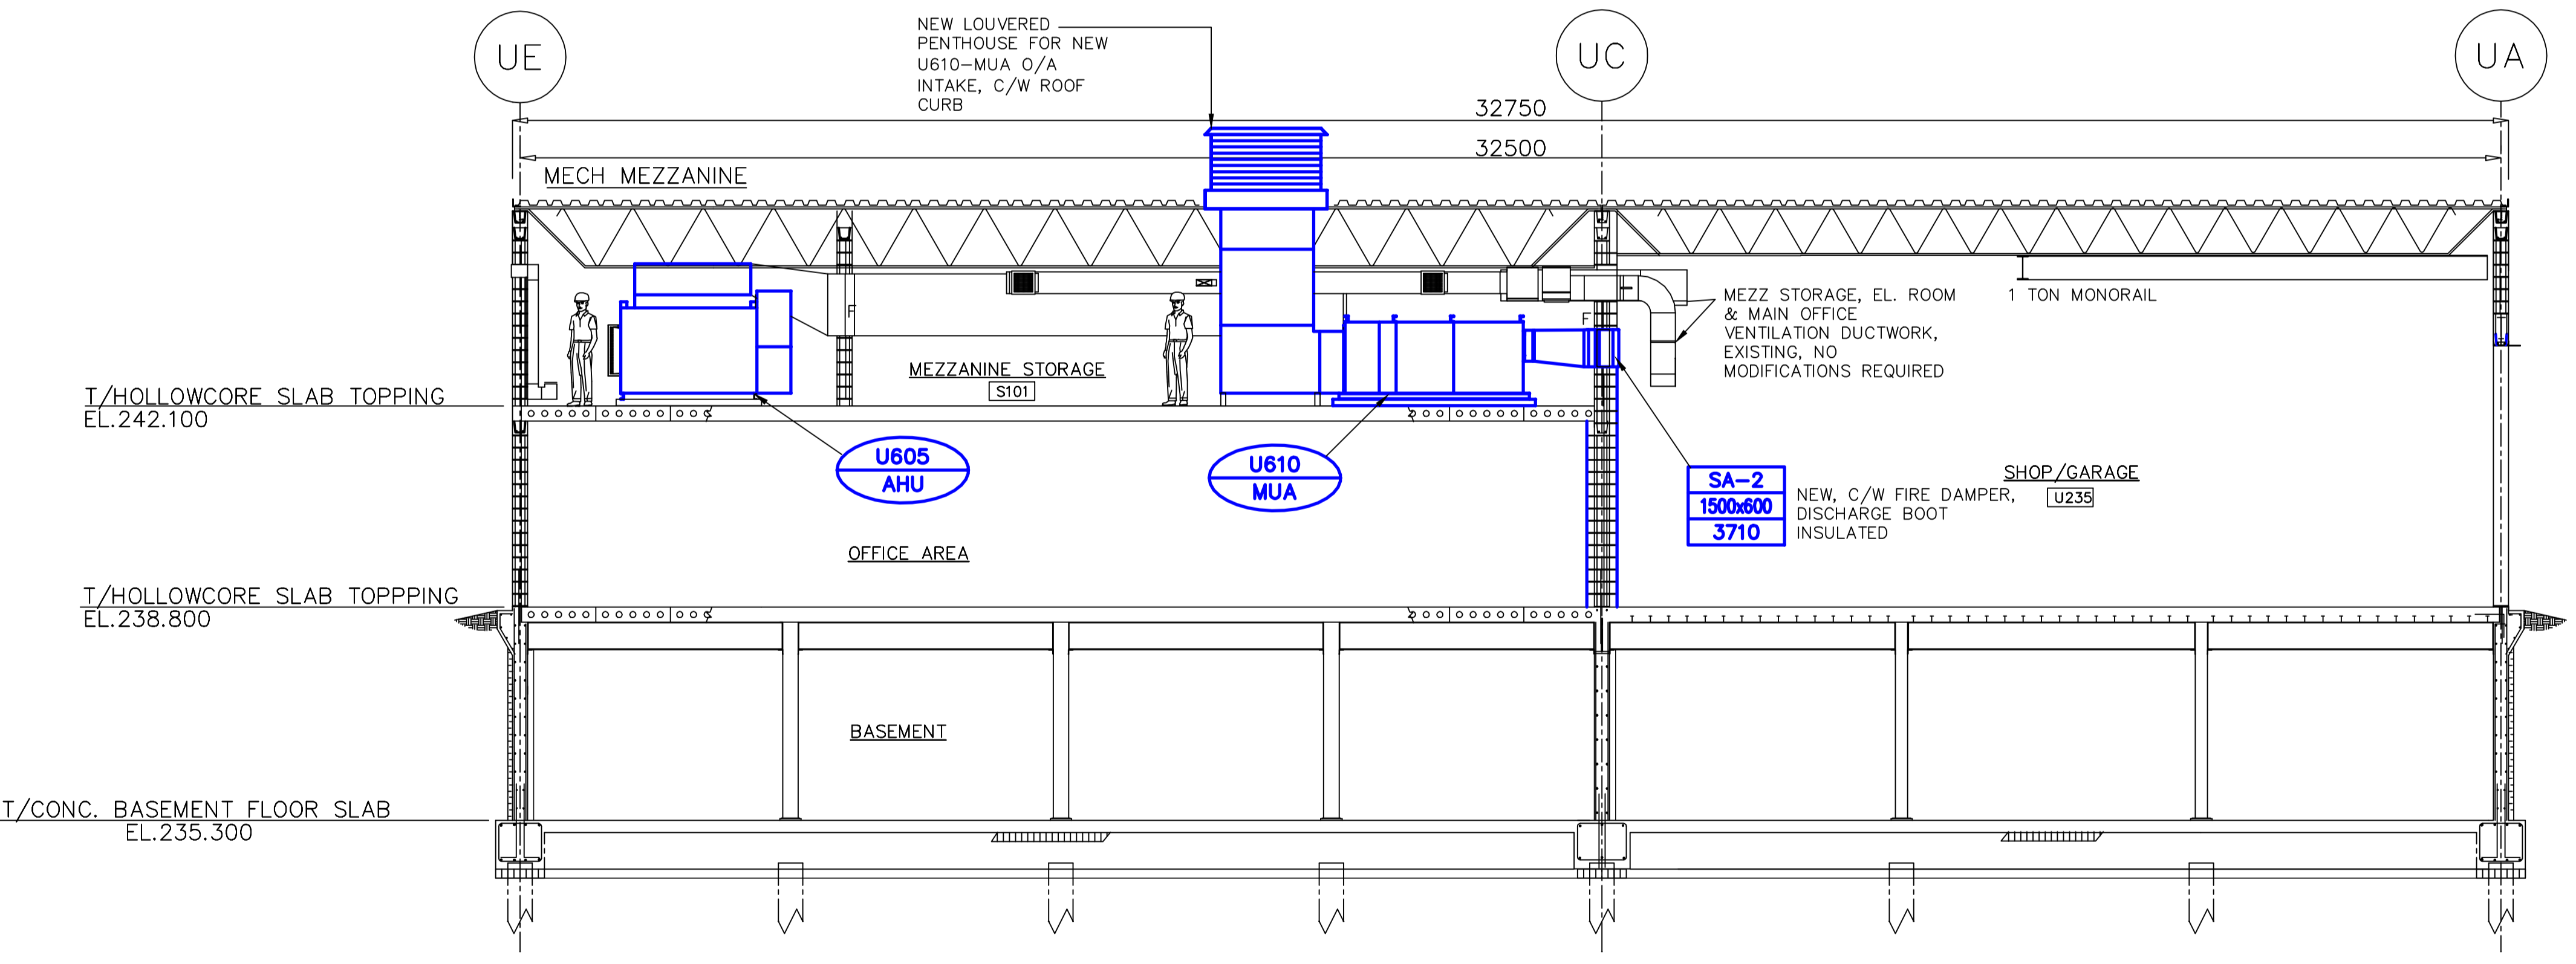 UE
UC
UA
NEW LOUVERED
PENTHOUSE FOR NEW
U610-MUA O/A
INTAKE, C/W ROOF
CURB
32750
32500
MECH MEZZANINE
F
F
MEZZ STORAGE, EL. ROOM
& MAIN OFFICE
VENTILATION DUCTWORK,
EXISTING, NO
MODIFICATIONS REQUIRED
1 TON MONORAIL
MEZZANINE STORAGE
S101
T/HOLLOWCORE SLAB TOPPING
EL.242.100
U605
AHU
U610
MUA
SA-2
1500x600
3710
NEW, C/W FIRE DAMPER,
DISCHARGE BOOT
INSULATED
SHOP/GARAGE
U235
OFFICE AREA
T/HOLLOWCORE SLAB TOPPPING
EL.238.800
BASEMENT
T/CONC. BASEMENT FLOOR SLAB
EL.235.300